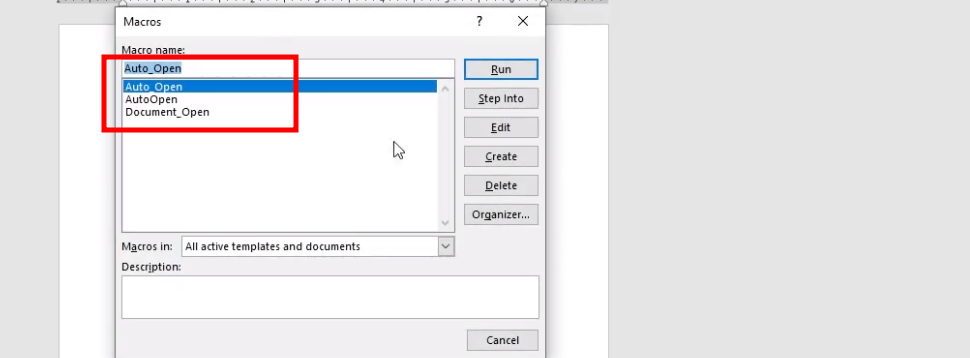 Macros ? ×
Macro name:
Auto_Open
Run
Auto_Open
AutoOpen
Document_Open
Step Into
Edit
Create
Delete
Organizer...
Macros in: All active templates and documents
Description:
Cancel